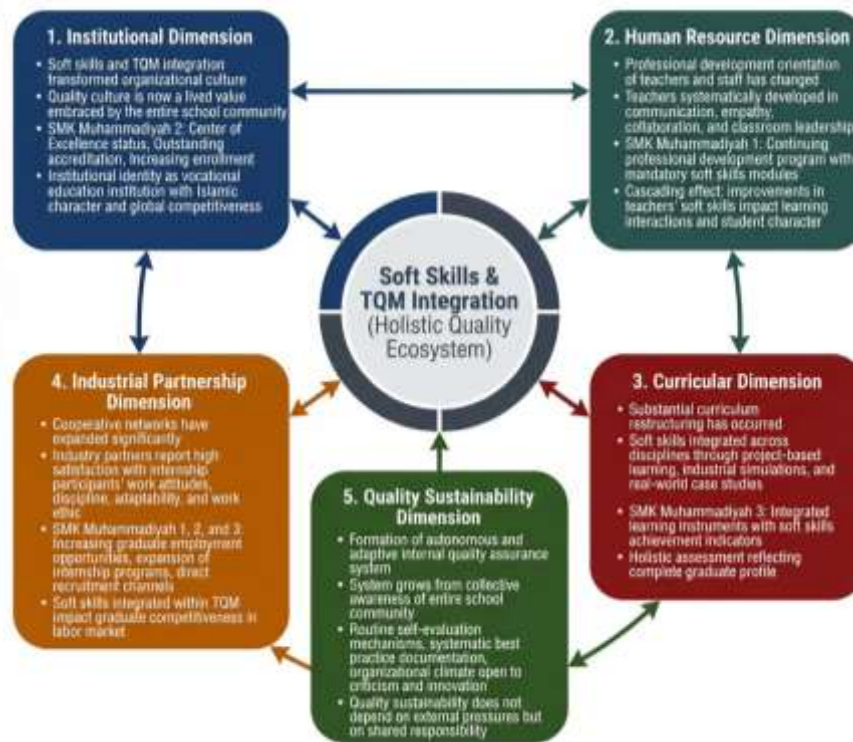 1. Institutional Dimension
• Soft skills and TQM integration
transformed organizational culture
• Quality culture is now a lived value
embraced by the entire school community
• SMK Muhammadiyah 2: Center of
Excellence status, Outstanding
accreditation, Increasing enrollment
• Institutional identity as vocational
education institution with Islamic
character and global competitiveness
2. Human Resource Dimension
• Professional development orientation
of teachers and staff has changed
• Teachers systematically developed in
communication, empathy,
collaboration, and classroom leadership
• SMK Muhammadiyah 1: Continuing
professional development program with
mandatory soft skills modules
• Cascading effect: improvements in
teachers' soft skills impact learning
interactions and student character
Soft Skills &
TQM Integration
(Holistic Quality
Ecosystem)
4. Industrial Partnership
Dimension
• Cooperative networks have
expanded significantly
• Industry partners report high
satisfaction with internship
participants' work attitudes,
discipline, adaptability, and work
ethic
• SMK Muhammadiyah 1, 2, and 3:
Increasing graduate employment
opportunities, expansion of
internship programs, direct
recruitment channels
• Soft skills integrated within TQM
impact graduate competitiveness in
labor market
3. Curricular Dimension
• Substantial curriculum
restructuring has occurred
• Soft skills integrated across
disciplines through project-based
learning, industrial simulations, and
real-world case studies
• SMK Muhammadiyah 3: Integrated
learning instruments with soft skills
achievement indicators
• Holistic assessment reflecting
complete graduate profile
5. Quality Sustainability
Dimension
• Formation of autonomous and
adaptive internal quality assurance
system
• System grows from collective
awareness of entire school
community
• Routine self-evaluation
mechanisms, systematic best
practice documentation,
organizational climate open to
criticism and innovation
• Quality sustainability does not
depend on external pressures but
on shared responsibility